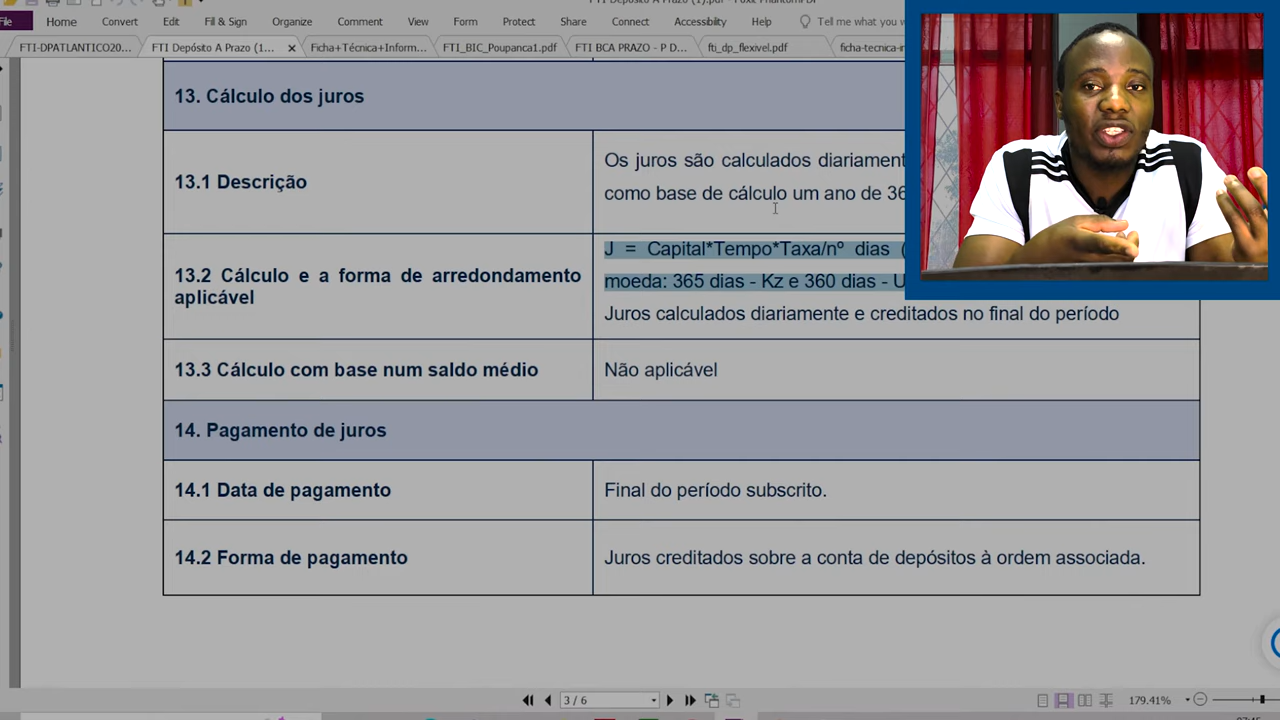 File
Home
Convert
Edit
Fill & Sign
Organize
Comment
View
Form
Protect
Share
Connect
Accessibility
Help
Tell me what you
FTI-DPATLANTICO20...
FTI Depósito A Prazo (1...
Ficha+Técnica+Inform...
FTI_BIC_Poupanca1.pdf
FTI BCA PRAZO - P D...
fti_dp_flexivel.pdf
ficha-tecnica-in
13. Cálculo dos juros
13.1 Descrição
Os juros são calculados diariament
como base de cálculo um ano de 36
13.2 Cálculo e a forma de arredondamento
aplicável
J = Capital*Tempo*Taxa/nº dias (
moeda: 365 dias - Kz e 360 dias - U
Juros calculados diariamente e creditados no final do período
13.3 Cálculo com base num saldo médio
Não aplicável
14. Pagamento de juros
14.1 Data de pagamento
Final do período subscrito.
14.2 Forma de pagamento
Juros creditados sobre a conta de depósitos à ordem associada.
3 / 6
179.41%